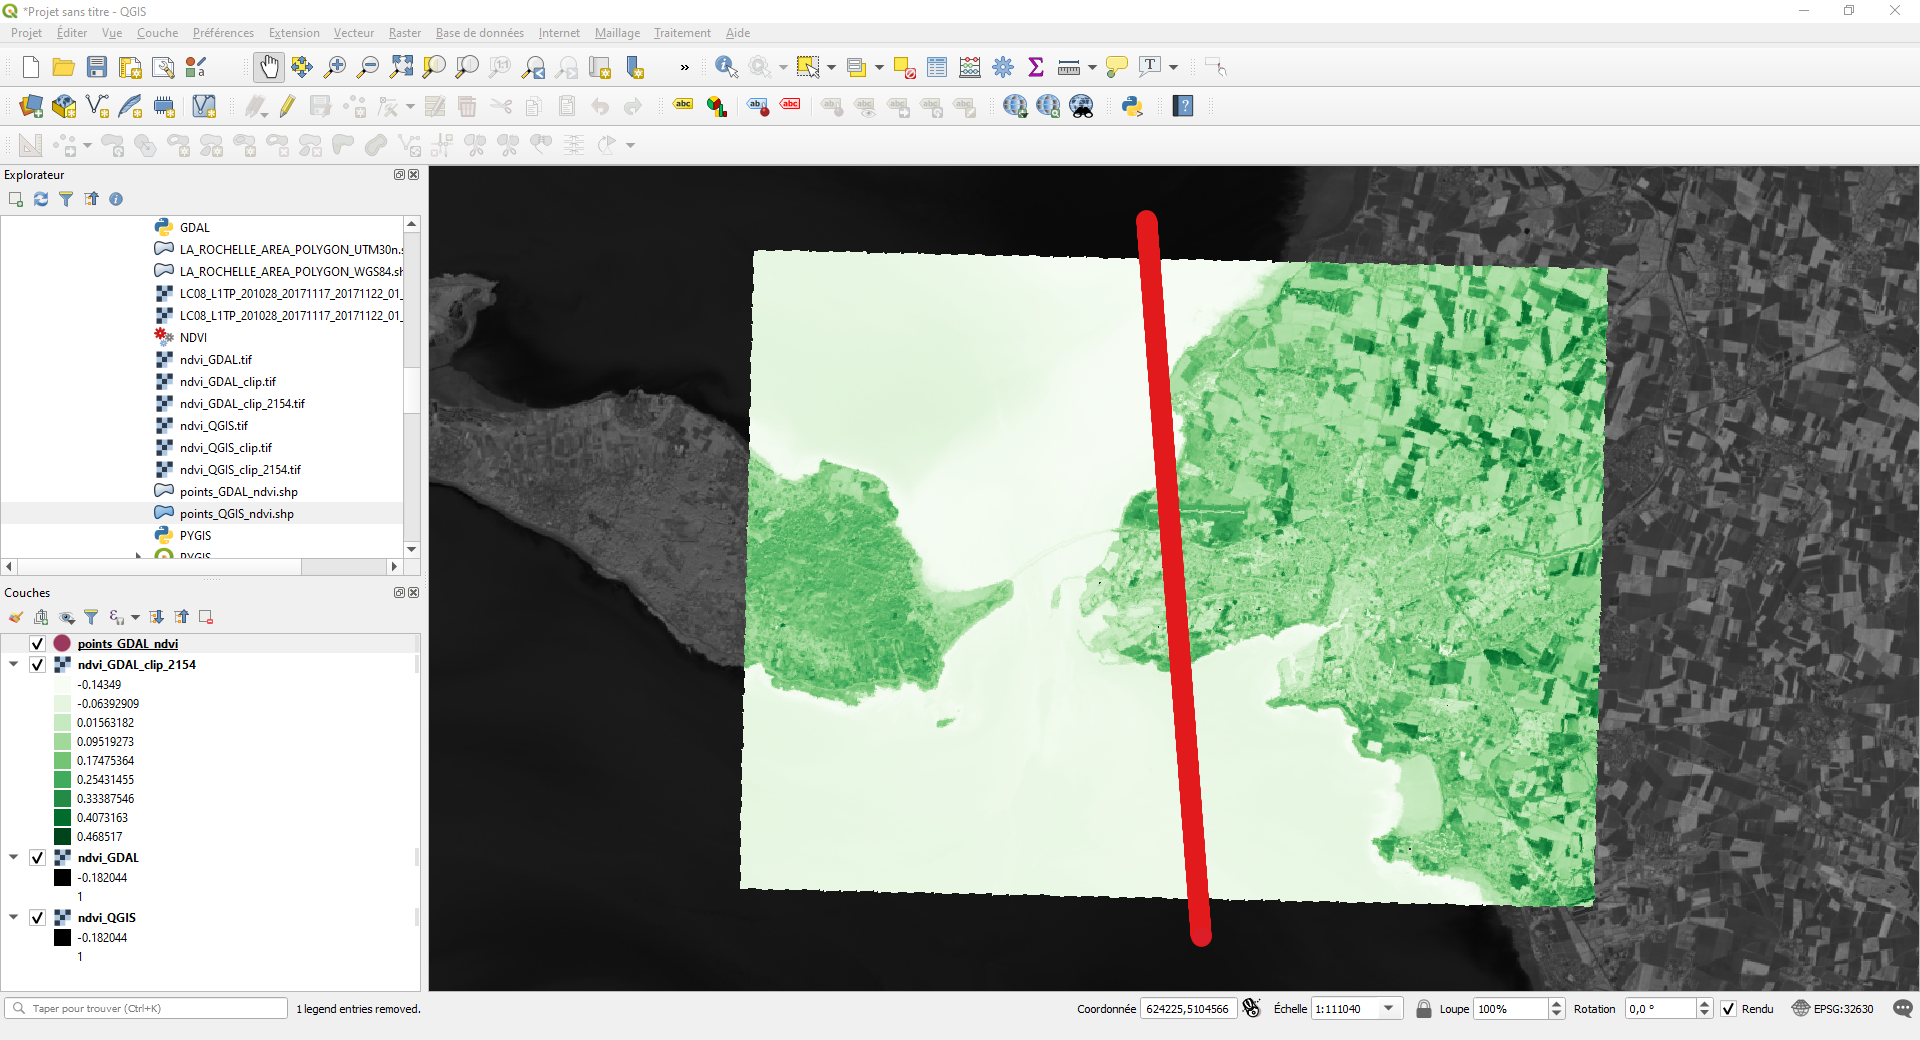 *Projet sans titre - QGIS
Projet Éditer Vue Couche Préférences Extension Vecteur Raster Base de données Internet Maillage Traitement Aide
Explorateur
GDAL
LA_ROCHELLE_AREA_POLYGON_UTM30n.s
LA_ROCHELLE_AREA_POLYGON_WGS84.sh
LC08_L1TP_201028_20171117_20171122_01_
LC08_L1TP_201028_20171117_20171122_01_
NDVI
ndvi_GDAL.tif
ndvi_GDAL_clip.tif
ndvi_GDAL_clip_2154.tif
ndvi_QGIS.tif
ndvi_QGIS_clip.tif
ndvi_QGIS_clip_2154.tif
points_GDAL_ndvi.shp
points_QGIS_ndvi.shp
PYGIS
PYGIS
Couches
points_GDAL_ndvi
ndvi_GDAL_clip_2154
-0.14349
-0.06392909
0.01563182
0.09519273
0.17475364
0.25431455
0.33387546
0.4073163
0.468517
ndvi_GDAL
-0.182044
1
ndvi_QGIS
-0.182044
1
Taper pour trouver (Ctrl+K) 1 legend entries removed. Coordonnée 624225,5104566 Échelle 1:111040 Loupe 100% Rotation 0,0 ° Rendu EPSG:32630